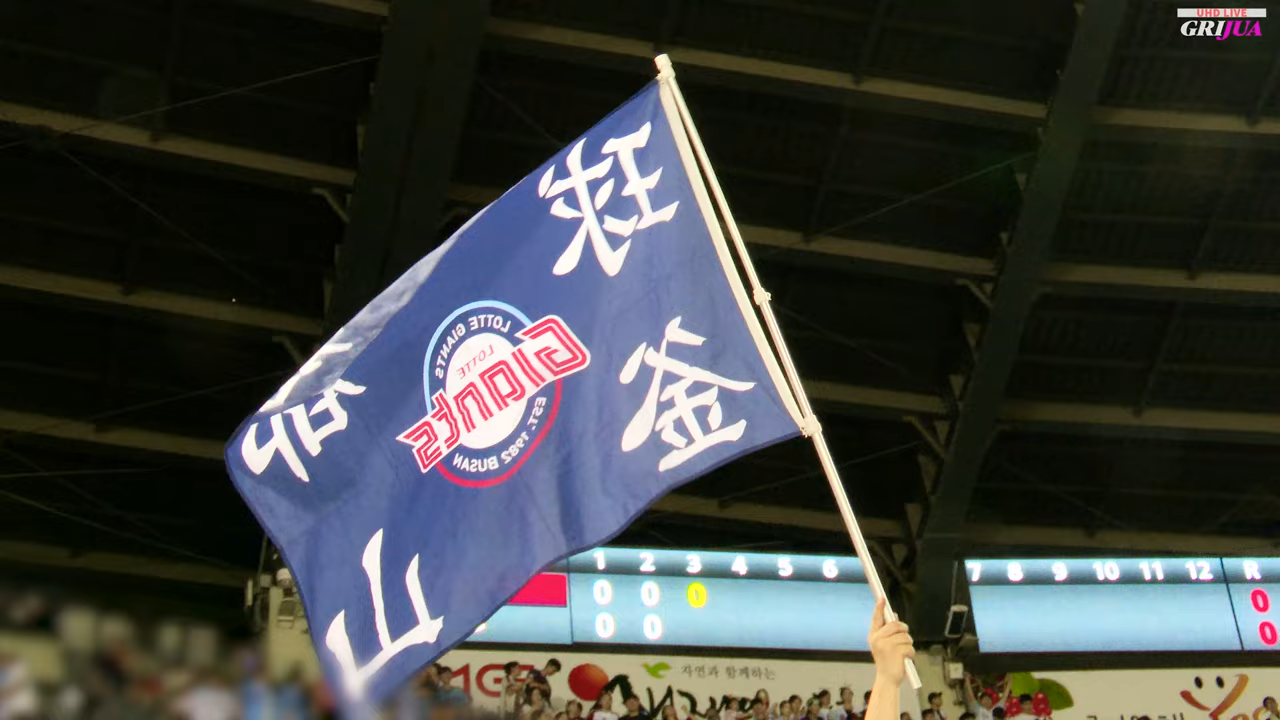 UHD LIVE
GRIJUA
球
釜
都
山
LOTTE GIANTS
LOTTE
Giants
EST. 1982 BUSAN
1 2 3 4 5 6 7 8 9 10 11 12 R
0 0 0 0
0 0 0
자연과 함께하는